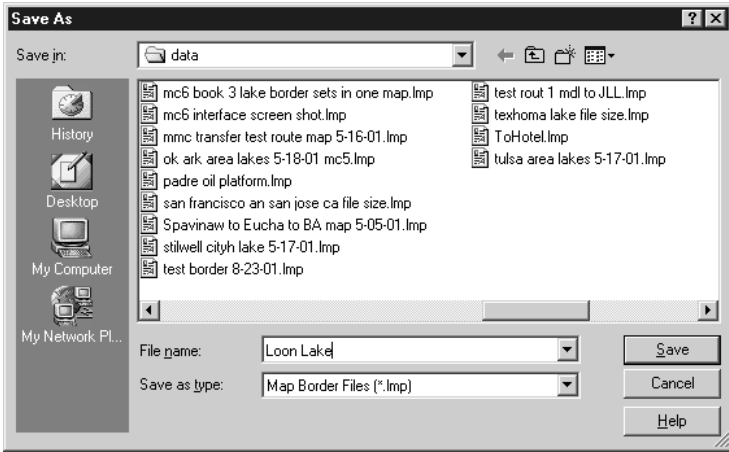 Save As
Save in:
data
History
Desktop
My Computer
My Network Pl...
mc6 book 3 lake border sets in one map.lmp
mc6 interface screen shot.lmp
mmc transfer test route map 5-16-01.lmp
ok ark area lakes 5-18-01 mc5.lmp
padre oil platform.lmp
san francisco an san jose ca file size.lmp
Spavinaw to Eucha to BA map 5-05-01.lmp
stilwell cityh lake 5-17-01.lmp
test border 8-23-01.lmp
test rout 1 mdl to JLL.lmp
texhoma lake file size.lmp
ToHotel.lmp
tulsa area lakes 5-17-01.lmp
File name:
Loon Lake
Save
Save as type:
Map Border Files (*.lmp)
Cancel
Help